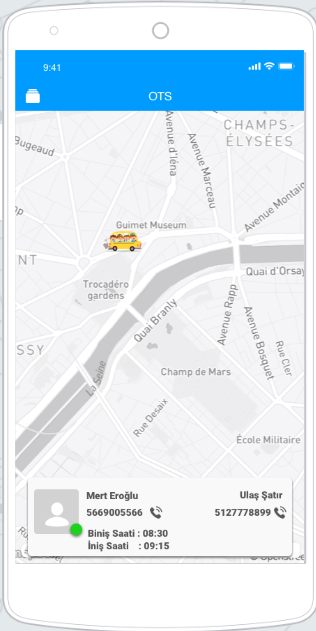 9:41
OTS
CHAMPS-
ÉLYSÉES
Bugeaud
Avenue d'Iéna
Avenue Marceau
Avenue Montaig
Guimet Museum
NT
Trocadéro
gardens
Quai d'Orsay
Quai Branly
Avenue Rapp
Avenue Bosquet
Rue Cler
SSY
La Seine
Champ de Mars
Rue Desaix
École Militaire
Mert Eroğlu
Ulaş Şatır
5669005566
5127778899
Biniş Saati : 08:30
İniş Saati : 09:15